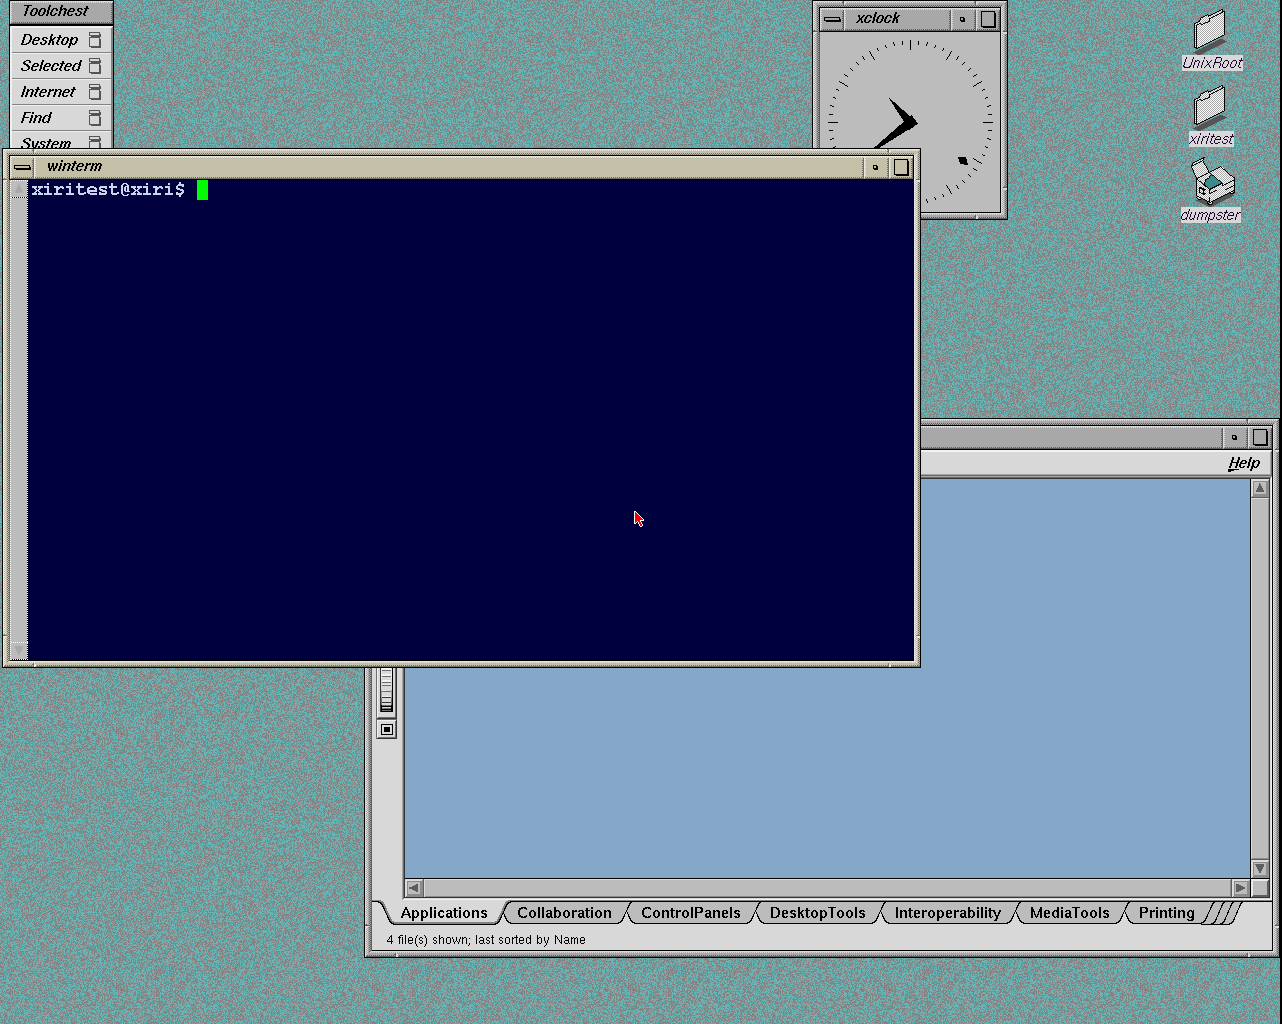 Toolchest
Desktop
Selected
Internet
Find
System
xclock
UnixRoot
xiritest
dumpster
winterm
xiritest@xiri$
Help
Applications Collaboration ControlPanels DesktopTools Interoperability MediaTools Printing
4 file(s) shown; last sorted by Name